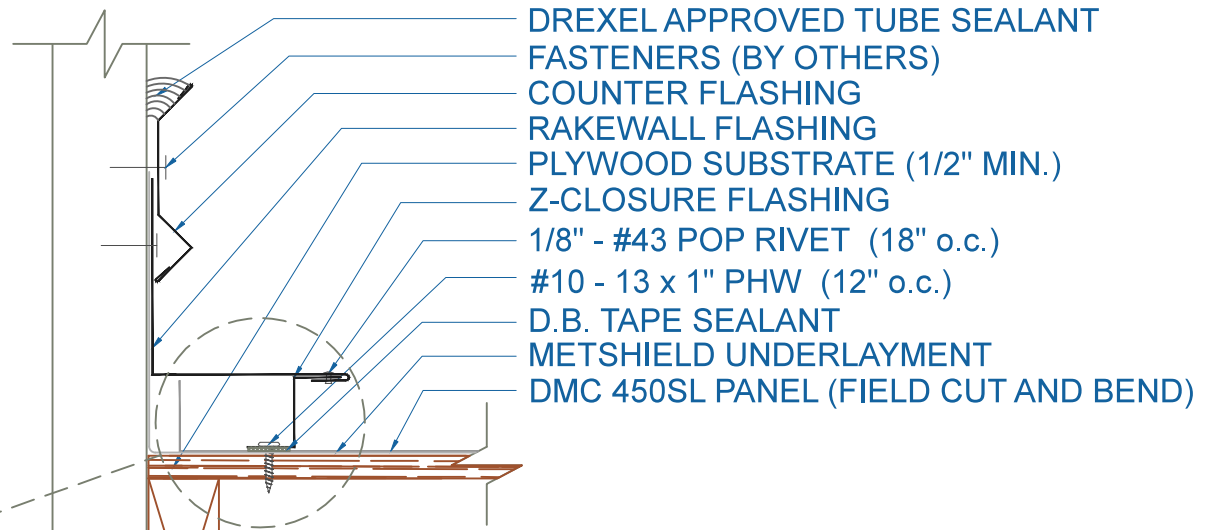 DREXEL APPROVED TUBE SEALANT
FASTENERS (BY OTHERS)
COUNTER FLASHING
RAKEWALL FLASHING
PLYWOOD SUBSTRATE (1/2" MIN.)
Z-CLOSURE FLASHING
1/8" - #43 POP RIVET (18" o.c.)
#10 - 13 x 1" PHW (12" o.c.)
D.B. TAPE SEALANT
METSHIELD UNDERLAYMENT
DMC 450SL PANEL (FIELD CUT AND BEND)